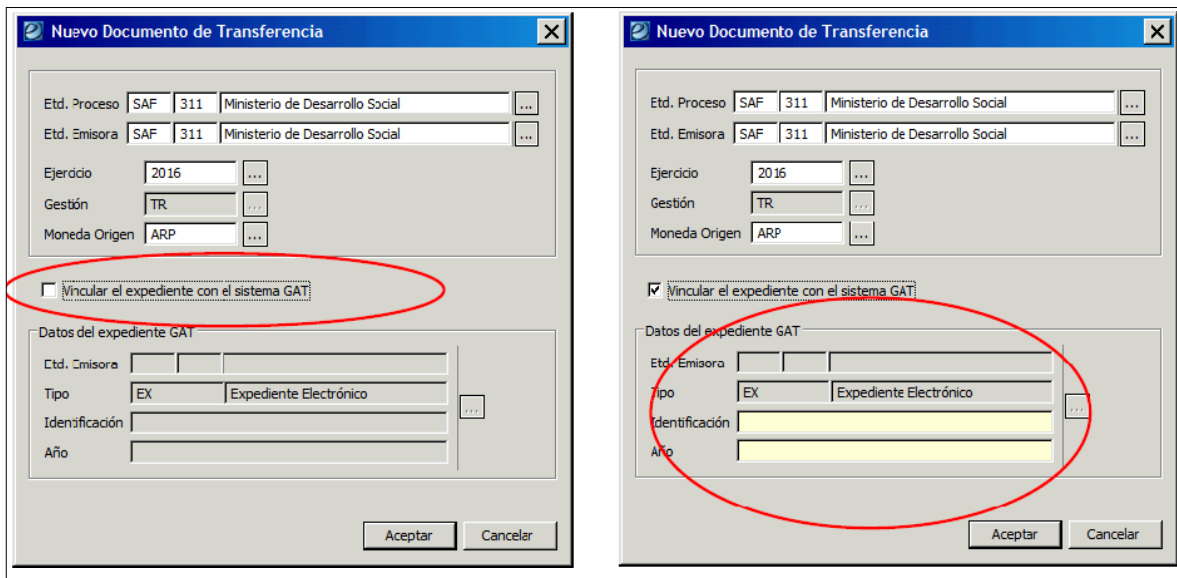 Nuevo Documento de Transferencia
Etd. Proceso SAF 311 Ministerio de Desarrollo Social ...
Etd. Emisora SAF 311 Ministerio de Desarrollo Social ...
Ejercicio 2016 ...
Gestión TR ...
Moneda Origen ARP ...
Vincular el expediente con el sistema GAT
Datos del expediente GAT
Etd. Emisora
Tipo EX Expediente Electrónico
...
Identificación
Año
Aceptar Cancelar
Nuevo Documento de Transferencia
Etd. Proceso SAF 311 Ministerio de Desarrollo Social ...
Etd. Emisora SAF 311 Ministerio de Desarrollo Social ...
Ejercicio 2016 ...
Gestión TR ...
Moneda Origen ARP ...
Vincular el expediente con el sistema GAT
Datos del expediente GAT
Etd. Emisora
Tipo EX Expediente Electrónico
...
Identificación
Año
Aceptar Cancelar